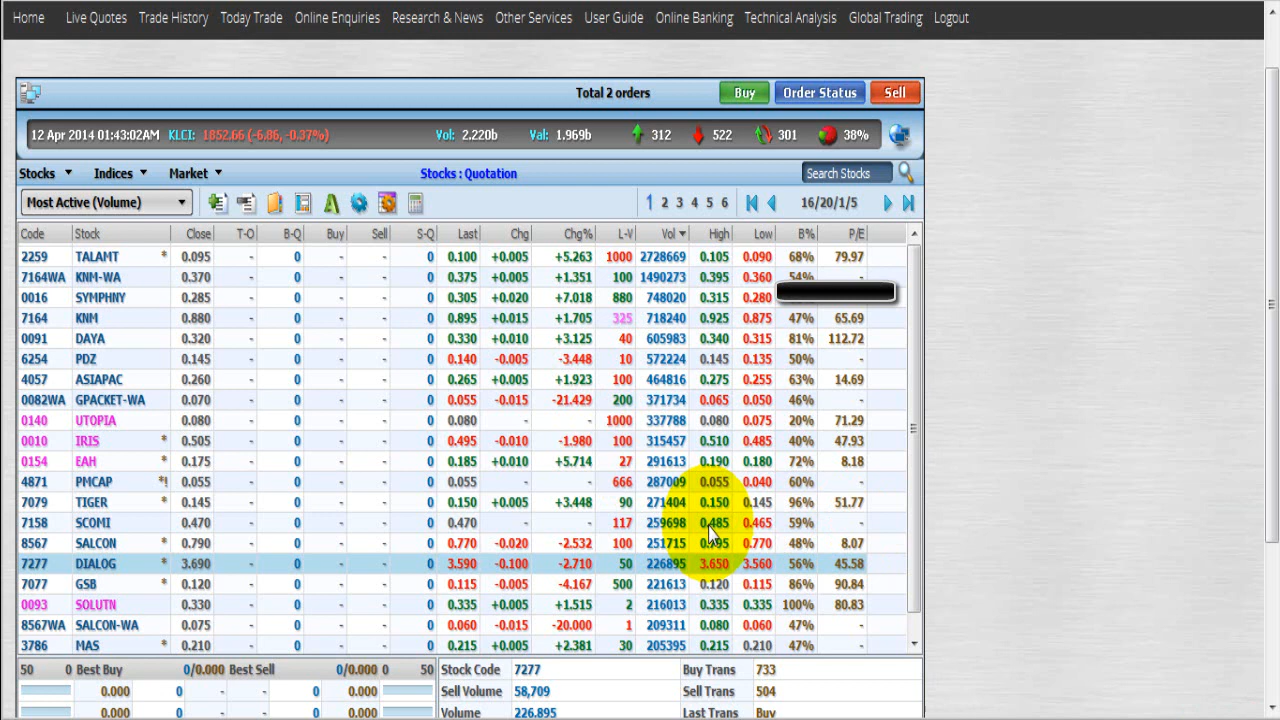 Home Live Quotes Trade History Today Trade Online Enquiries Research & News Other Services User Guide Online Banking Technical Analysis Global Trading Logout
Total 2 orders Buy Order Status Sell
12 Apr 2014 01:43:02AM KLCI: 1852.66 (-6.86, -0.37%) Vol: 2.220b Val: 1.969b 312 522 301 38%
Stocks Indices Market Stocks : Quotation Search Stocks
Most Active (Volume) A 1 2 3 4 5 6 16/20/1/5
Code Stock Close T-O B-Q Buy Sell S-Q Last Chg Chg% L-V Vol High Low B% P/E
2259 TALAMT * 0.095 - 0 - - 0 0.100 +0.005 +5.263 1000 2728669 0.105 0.090 68% 79.97
7164WA KNM-WA 0.370 - 0 - - 0 0.375 +0.005 +1.351 100 1490273 0.395 0.360 54% -
0016 SYMPHNY 0.285 - 0 - - 0 0.305 +0.020 +7.018 880 748020 0.315 0.280
7164 KNM 0.880 - 0 - - 0 0.895 +0.015 +1.705 325 718240 0.925 0.875 47% 65.69
0091 DAYA 0.320 - 0 - - 0 0.330 +0.010 +3.125 40 605983 0.340 0.315 81% 112.72
6254 PDZ 0.145 - 0 - - 0 0.140 -0.005 -3.448 10 572224 0.145 0.135 50% -
4057 ASIAPAC 0.260 - 0 - - 0 0.265 +0.005 +1.923 100 464816 0.275 0.255 63% 14.69
0082WA GPACKET-WA 0.070 - 0 - - 0 0.055 -0.015 -21.429 200 371734 0.065 0.050 46% -
0140 UTOPIA 0.080 - 0 - - 0 0.080 - - 1000 337788 0.080 0.075 20% 71.29
0010 IRIS * 0.505 - 0 - - 0 0.495 -0.010 -1.980 100 315457 0.510 0.485 40% 47.93
0154 EAH * 0.175 - 0 - - 0 0.185 +0.010 +5.714 27 291613 0.190 0.180 72% 8.18
4871 PMCAP *! 0.055 - 0 - - 0 0.055 - - 666 287009 0.055 0.040 60% -
7079 TIGER * 0.145 - 0 - - 0 0.150 +0.005 +3.448 90 271404 0.150 0.145 96% 51.77
7158 SCOMI 0.470 - 0 - - 0 0.470 - - 117 259698 0.485 0.465 59% -
8567 SALCON * 0.790 - 0 - - 0 0.770 -0.020 -2.532 100 251715 0.795 0.770 48% 8.07
7277 DIALOG * 3.690 - 0 - - 0 3.590 -0.100 -2.710 50 226895 3.650 3.560 56% 45.58
7077 GSB * 0.120 - 0 - - 0 0.115 -0.005 -4.167 500 221613 0.120 0.115 86% 90.84
0093 SOLUTN 0.330 - 0 - - 0 0.335 +0.005 +1.515 2 216013 0.335 0.335 100% 80.83
8567WA SALCON-WA 0.075 - 0 - - 0 0.060 -0.015 -20.000 1 209311 0.080 0.060 47% -
3786 MAS * 0.210 - 0 - - 0 0.215 +0.005 +2.381 30 205395 0.215 0.210 47% -
50 0 Best Buy 0/0.000 Best Sell 0/0.000 0 50 Stock Code 7277 Buy Trans 733
0.000 0 - - 0 0.000 Sell Volume 58,709 Sell Trans 504
0.000 0 - - 0 0.000 Volume 226,895 Last Trans Buy